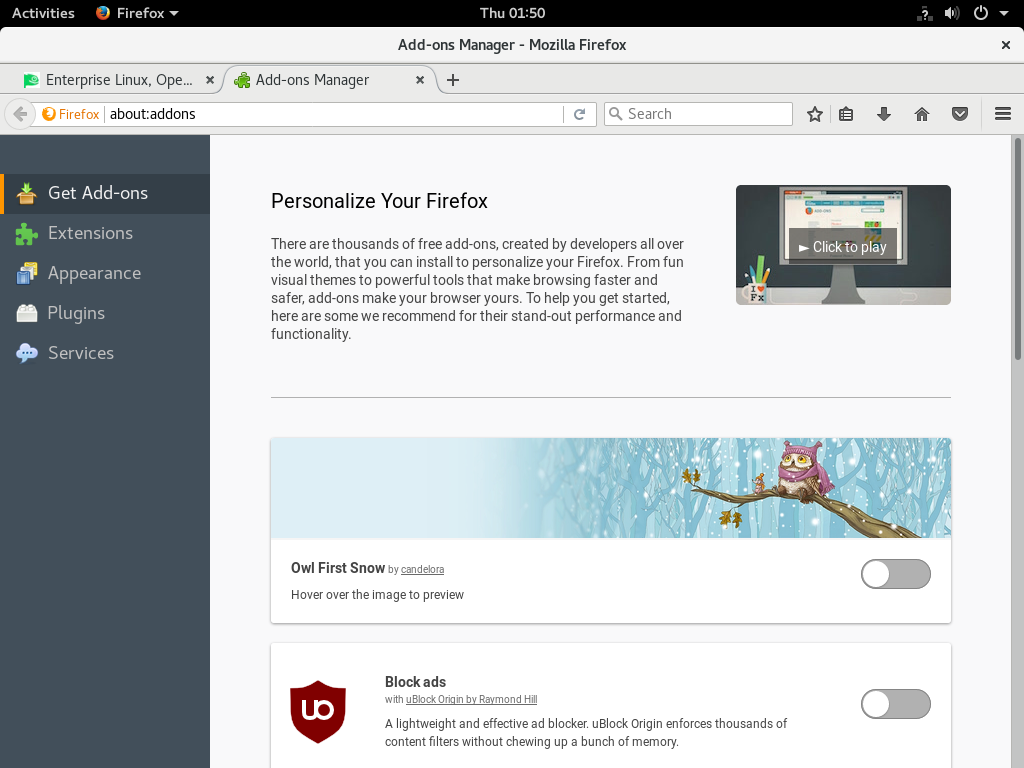 Activities Firefox Thu 01:50
Add-ons Manager - Mozilla Firefox
Enterprise Linux, Ope... Add-ons Manager
Firefox about:addons Search
Get Add-ons
Extensions
Appearance
Plugins
Services
Personalize Your Firefox
There are thousands of free add-ons, created by developers all over
the world, that you can install to personalize your Firefox. From fun
visual themes to powerful tools that make browsing faster and
safer, add-ons make your browser yours. To help you get started,
here are some we recommend for their stand-out performance and
functionality.
ADD-ONS
► Click to play
I ♥
Fx
Owl First Snow by candelora
Hover over the image to preview
Block ads
with uBlock Origin by Raymond Hill
A lightweight and effective ad blocker. uBlock Origin enforces thousands of
content filters without chewing up a bunch of memory.